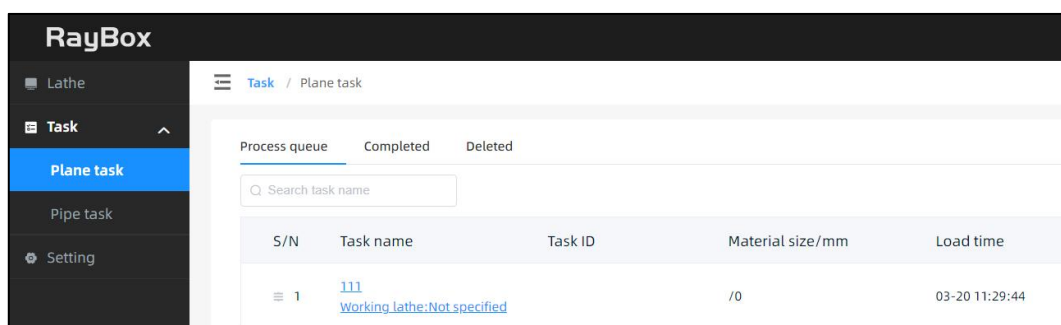 RayBox
Lathe
Task / Plane task
Task
Process queue Completed Deleted
Plane task
Search task name
Pipe task
S/N Task name Task ID Material size/mm Load time
Setting
1 111 /0 03-20 11:29:44
Working lathe:Not specified